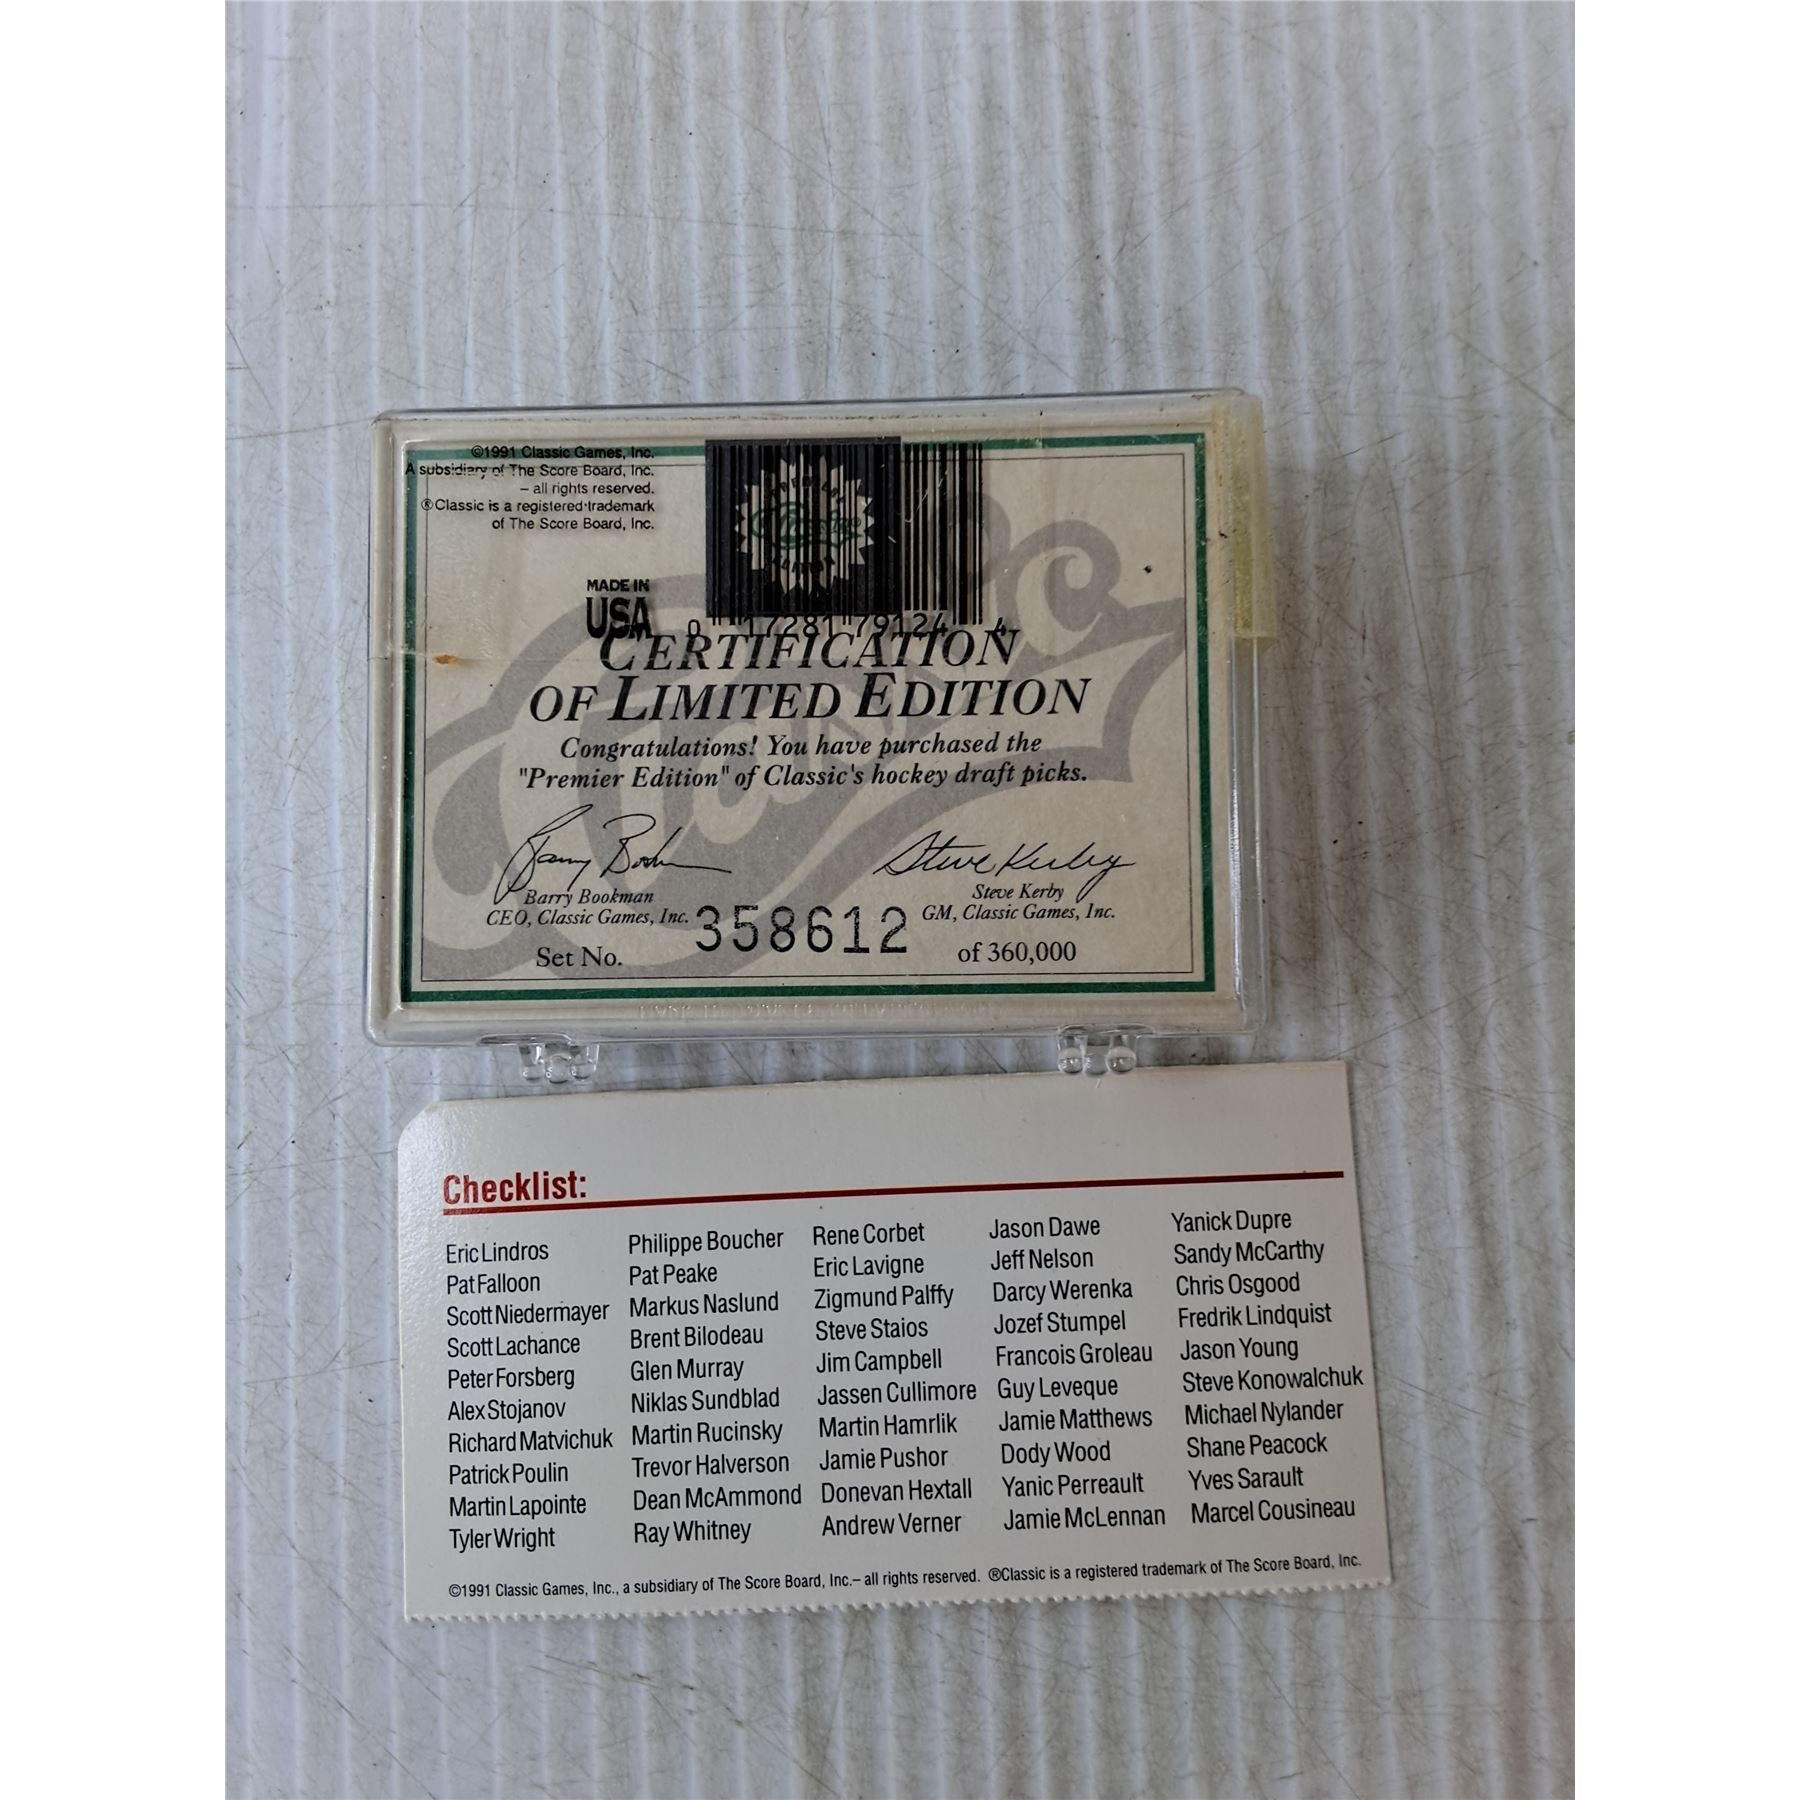 ©1991 Classic Games, Inc.
A subsidiary of The Score Board, Inc.
– all rights reserved.
®Classic is a registered trademark
of The Score Board, Inc.
MADE IN
USA
0 17281 79124 4
CERTIFICATION
OF LIMITED EDITION
Congratulations! You have purchased the
"Premier Edition" of Classic's hockey draft picks.
Barry Bookman
Steve Kerby
Barry Bookman
CEO, Classic Games, Inc.
Steve Kerby
GM, Classic Games, Inc.
Set No. 358612 of 360,000
Checklist:
Eric Lindros
Pat Falloon
Scott Niedermayer
Scott Lachance
Peter Forsberg
Alex Stojanov
Richard Matvichuk
Patrick Poulin
Martin Lapointe
Tyler Wright
Philippe Boucher
Pat Peake
Markus Naslund
Brent Bilodeau
Glen Murray
Niklas Sundblad
Martin Rucinsky
Trevor Halverson
Dean McAmmond
Ray Whitney
Rene Corbet
Eric Lavigne
Zigmund Palffy
Steve Staios
Jim Campbell
Jassen Cullimore
Martin Hamrlik
Jamie Pushor
Donevan Hextall
Andrew Verner
Jason Dawe
Jeff Nelson
Darcy Werenka
Jozef Stumpel
Francois Groleau
Guy Leveque
Jamie Matthews
Dody Wood
Yanic Perreault
Jamie McLennan
Yanick Dupre
Sandy McCarthy
Chris Osgood
Fredrik Lindquist
Jason Young
Steve Konowalchuk
Michael Nylander
Shane Peacock
Yves Sarault
Marcel Cousineau
©1991 Classic Games, Inc., a subsidiary of The Score Board, Inc.– all rights reserved. ®Classic is a registered trademark of The Score Board, Inc.